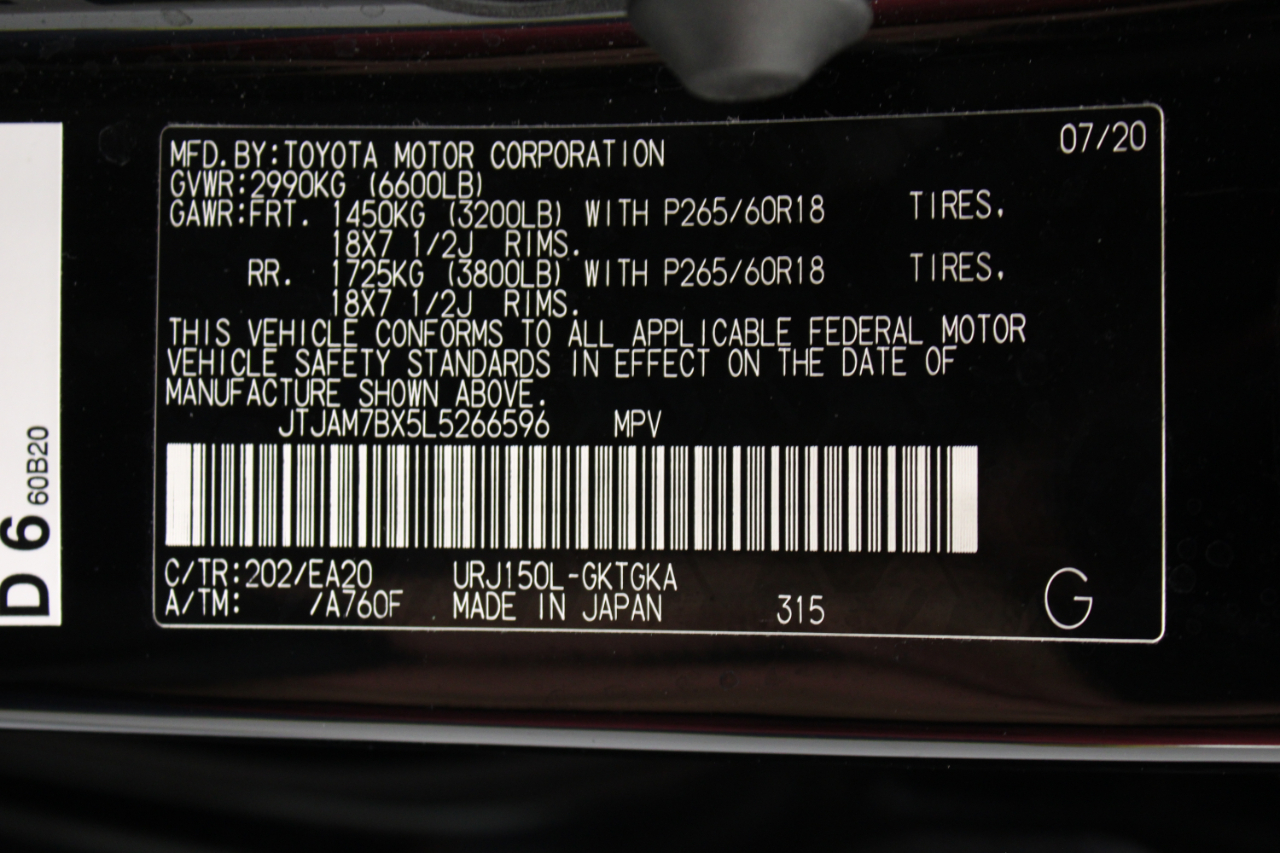 07/20
MFD.BY:TOYOTA MOTOR CORPORATION
GVWR:2990KG (6600LB)
GAWR:FRT. 1450KG (3200LB) WITH P265/60R18 TIRES.
18X7 1/2J RIMS.
RR. 1725KG (3800LB) WITH P265/60R18 TIRES.
18X7 1/2J RIMS.
THIS VEHICLE CONFORMS TO ALL APPLICABLE FEDERAL MOTOR
VEHICLE SAFETY STANDARDS IN EFFECT ON THE DATE OF
MANUFACTURE SHOWN ABOVE.
JTJAM7BX5L5266596 MPV
C/TR:202/EA20 URJ150L-GKTGKA
A/TM: /A760F MADE IN JAPAN 315 G
D 6 60B20